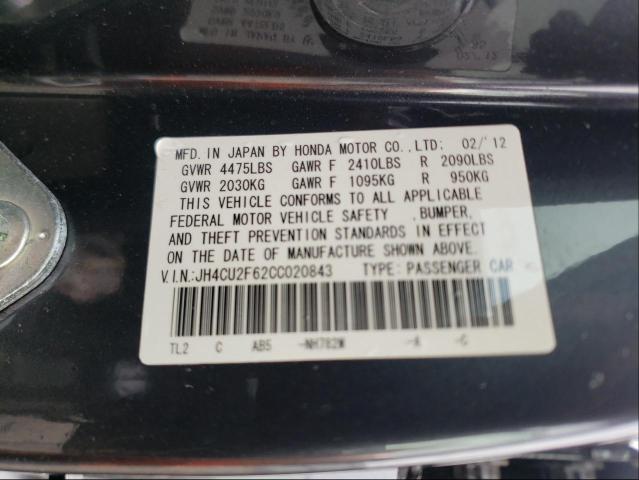 MFD. IN JAPAN BY HONDA MOTOR CO.,LTD: 02/'12
GVWR 4475LBS GAWR F 2410LBS R 2090LBS
GVWR 2030KG GAWR F 1095KG R 950KG
THIS VEHICLE CONFORMS TO ALL APPLICABLE
FEDERAL MOTOR VEHICLE SAFETY ,BUMPER,
AND THEFT PREVENTION STANDARDS IN EFFECT
ON THE DATE OF MANUFACTURE SHOWN ABOVE.
V.I.N.:JH4CU2F62CC020843 TYPE: PASSENGER CAR
TL2 C AB5 -NH782M -A -C